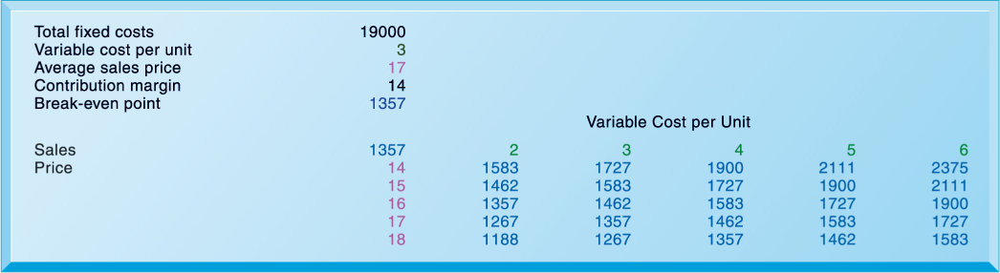 Total fixed costs 19000
Variable cost per unit 3
Average sales price 17
Contribution margin 14
Break-even point 1357
Variable Cost per Unit
Sales 1357 2 3 4 5 6
Price 14 1583 1727 1900 2111 2375
15 1462 1583 1727 1900 2111
16 1357 1462 1583 1727 1900
17 1267 1357 1462 1583 1727
18 1188 1267 1357 1462 1583